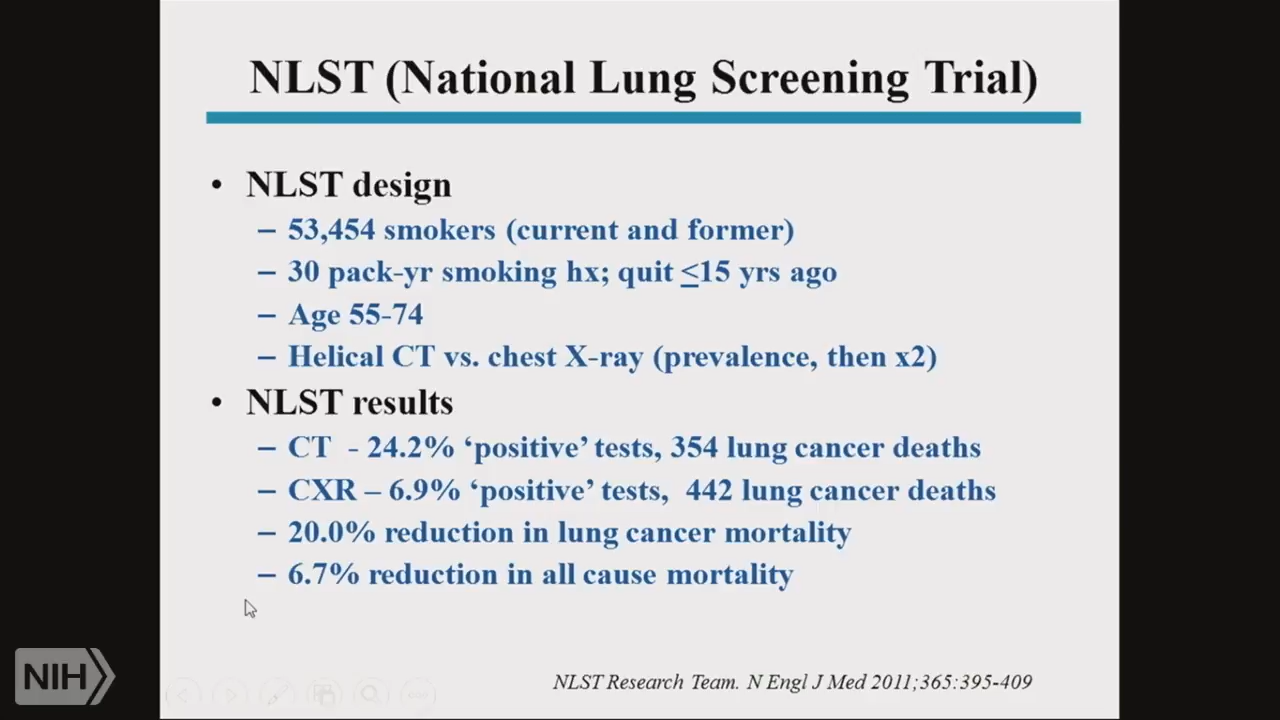 NLST (National Lung Screening Trial)
• NLST design
– 53,454 smokers (current and former)
– 30 pack-yr smoking hx; quit ≤15 yrs ago
– Age 55-74
– Helical CT vs. chest X-ray (prevalence, then x2)
• NLST results
– CT - 24.2% ‘positive’ tests, 354 lung cancer deaths
– CXR – 6.9% ‘positive’ tests, 442 lung cancer deaths
– 20.0% reduction in lung cancer mortality
– 6.7% reduction in all cause mortality
NIH
NLST Research Team. N Engl J Med 2011;365:395-409